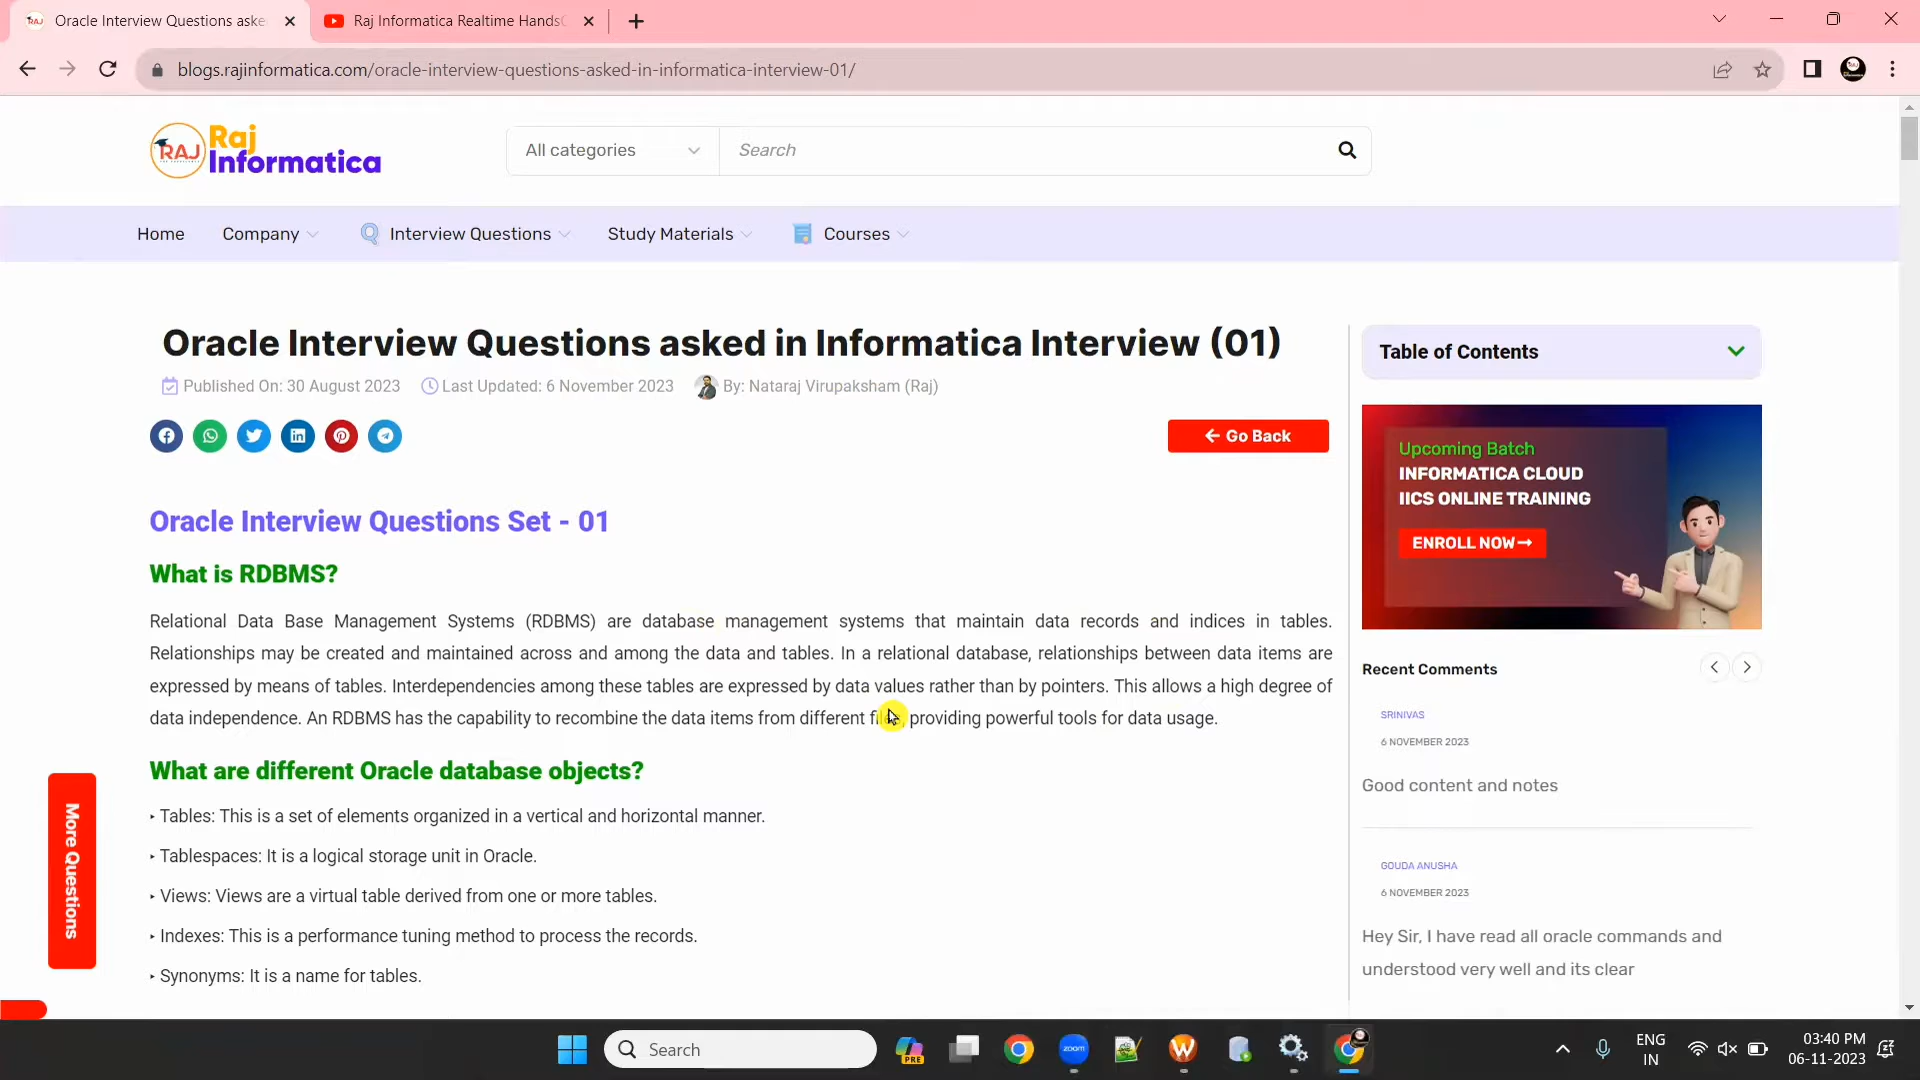 Oracle Interview Questions aske
Raj Informatica Realtime Hands
blogs.rajinformatica.com/oracle-interview-questions-asked-in-informatica-interview-01/
RAJ
Raj
Informatica
All categories
Search
Home
Company
Interview Questions
Study Materials
Courses
Oracle Interview Questions asked in Informatica Interview (01)
Published On: 30 August 2023
Last Updated: 6 November 2023
By: Nataraj Virupaksham (Raj)
Go Back
Oracle Interview Questions Set - 01
What is RDBMS?
Relational Data Base Management Systems (RDBMS) are database management systems that maintain data records and indices in tables.
Relationships may be created and maintained across and among the data and tables. In a relational database, relationships between data items are
expressed by means of tables. Interdependencies among these tables are expressed by data values rather than by pointers. This allows a high degree of
data independence. An RDBMS has the capability to recombine the data items from different files, providing powerful tools for data usage.
What are different Oracle database objects?
‣ Tables: This is a set of elements organized in a vertical and horizontal manner.
‣ Tablespaces: It is a logical storage unit in Oracle.
‣ Views: Views are a virtual table derived from one or more tables.
‣ Indexes: This is a performance tuning method to process the records.
‣ Synonyms: It is a name for tables.
More Questions
Table of Contents
Upcoming Batch
INFORMATICA CLOUD
IICS ONLINE TRAINING
ENROLL NOW→
Recent Comments
SRINIVAS
6 NOVEMBER 2023
Good content and notes
GOUDA ANUSHA
6 NOVEMBER 2023
Hey Sir, I have read all oracle commands and
understood very well and its clear
Search
PRE
zoom
ENG
IN
03:40 PM
06-11-2023